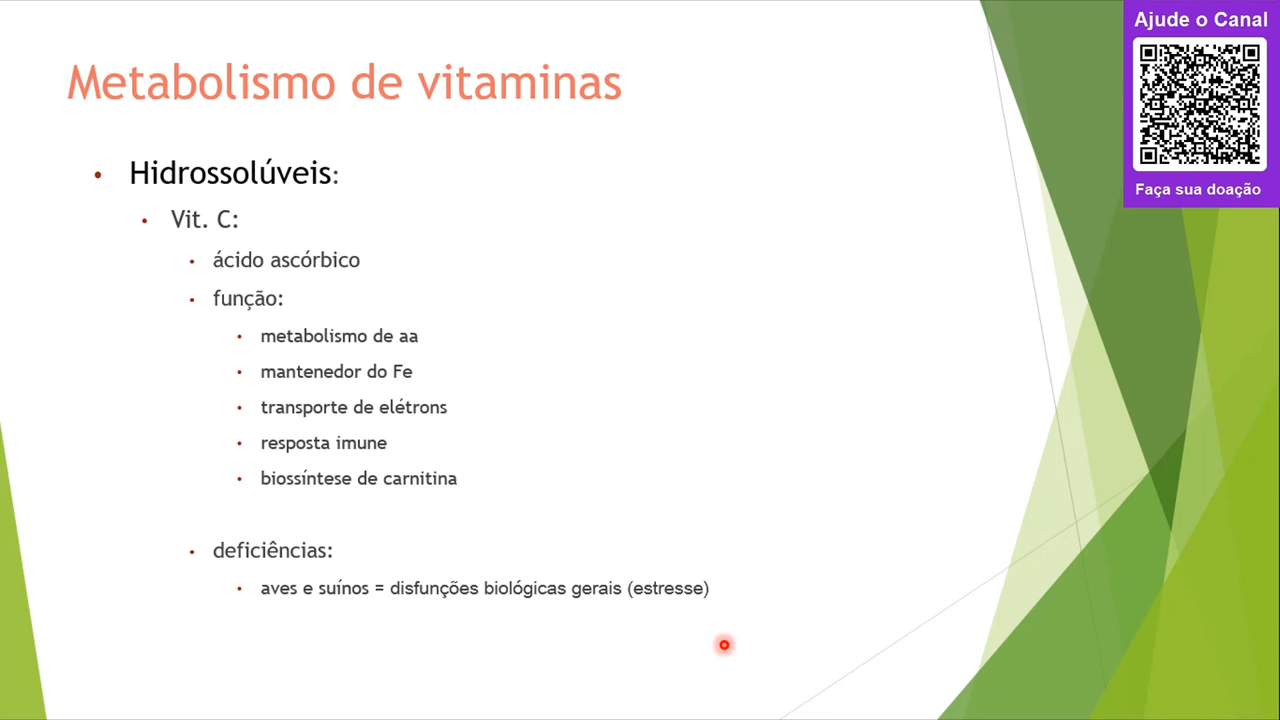 Ajude o Canal
Metabolismo de vitaminas
Hidrossolúveis:
Faça sua doação
Vit. C:
ácido ascórbico
função:
metabolismo de aa
mantenedor do Fe
transporte de elétrons
resposta imune
biossíntese de carnitina
deficiências:
aves e suínos = disfunções biológicas gerais (estresse)